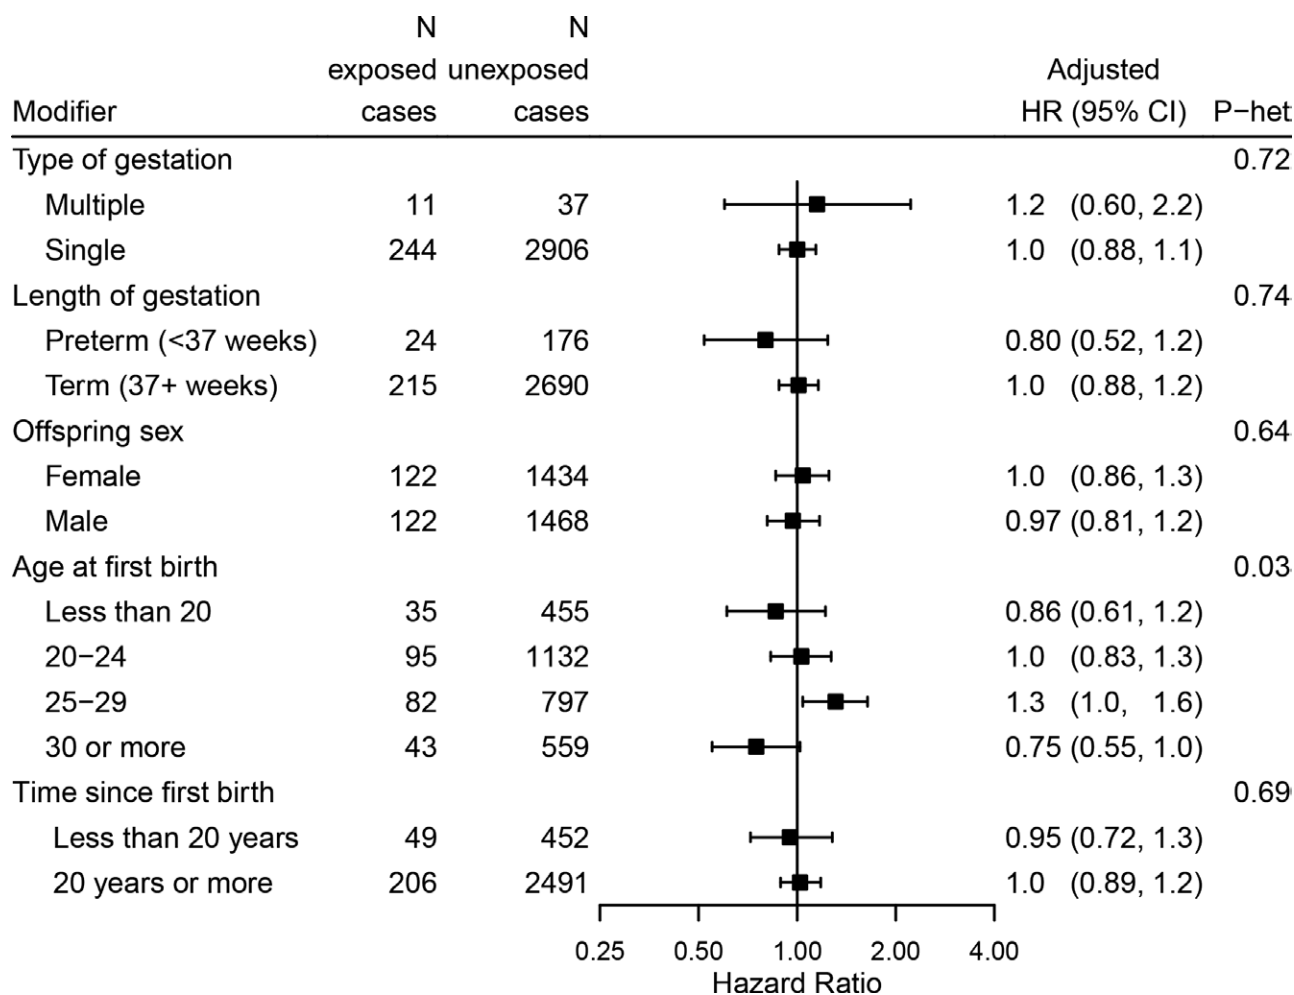 N N
exposed unexposed Adjusted
Modifier cases cases HR (95% CI) P−het
Type of gestation 0.72
Multiple 11 37 1.2 (0.60, 2.2)
Single 244 2906 1.0 (0.88, 1.1)
Length of gestation 0.74
Preterm (<37 weeks) 24 176 0.80 (0.52, 1.2)
Term (37+ weeks) 215 2690 1.0 (0.88, 1.2)
Offspring sex 0.64
Female 122 1434 1.0 (0.86, 1.3)
Male 122 1468 0.97 (0.81, 1.2)
Age at first birth 0.03
Less than 20 35 455 0.86 (0.61, 1.2)
20−24 95 1132 1.0 (0.83, 1.3)
25−29 82 797 1.3 (1.0, 1.6)
30 or more 43 559 0.75 (0.55, 1.0)
Time since first birth 0.69
Less than 20 years 49 452 0.95 (0.72, 1.3)
20 years or more 206 2491 1.0 (0.89, 1.2)
0.25 0.50 1.00 2.00 4.00
Hazard Ratio